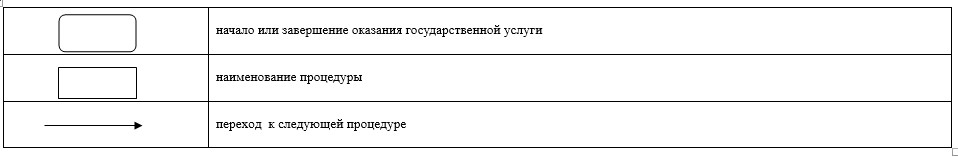 начало или завершение оказания государственной услуги
наименование процедуры
переход к следующей процедуре